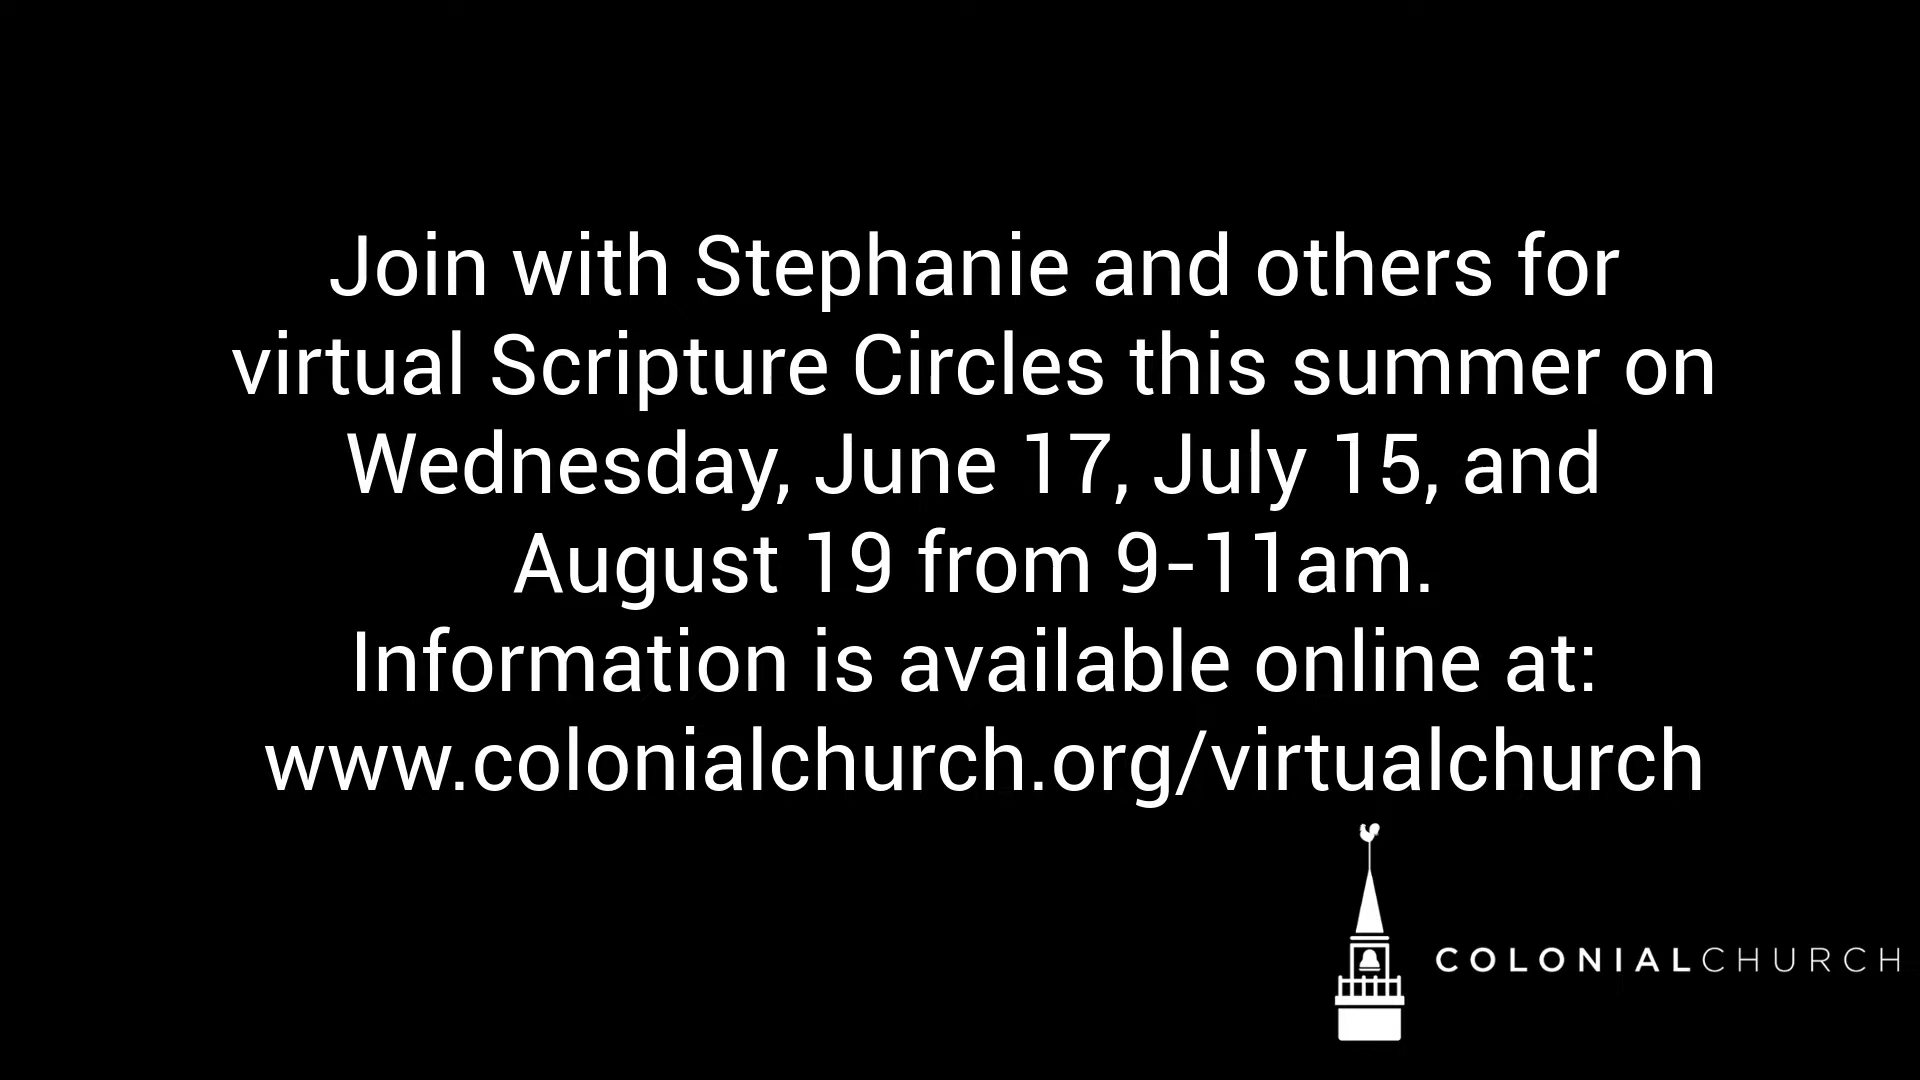 Join with Stephanie and others for
virtual Scripture Circles this summer on
Wednesday, June 17, July 15, and
August 19 from 9-11am.
Information is available online at:
www.colonialchurch.org/virtualchurch
COLONIALCHURCH